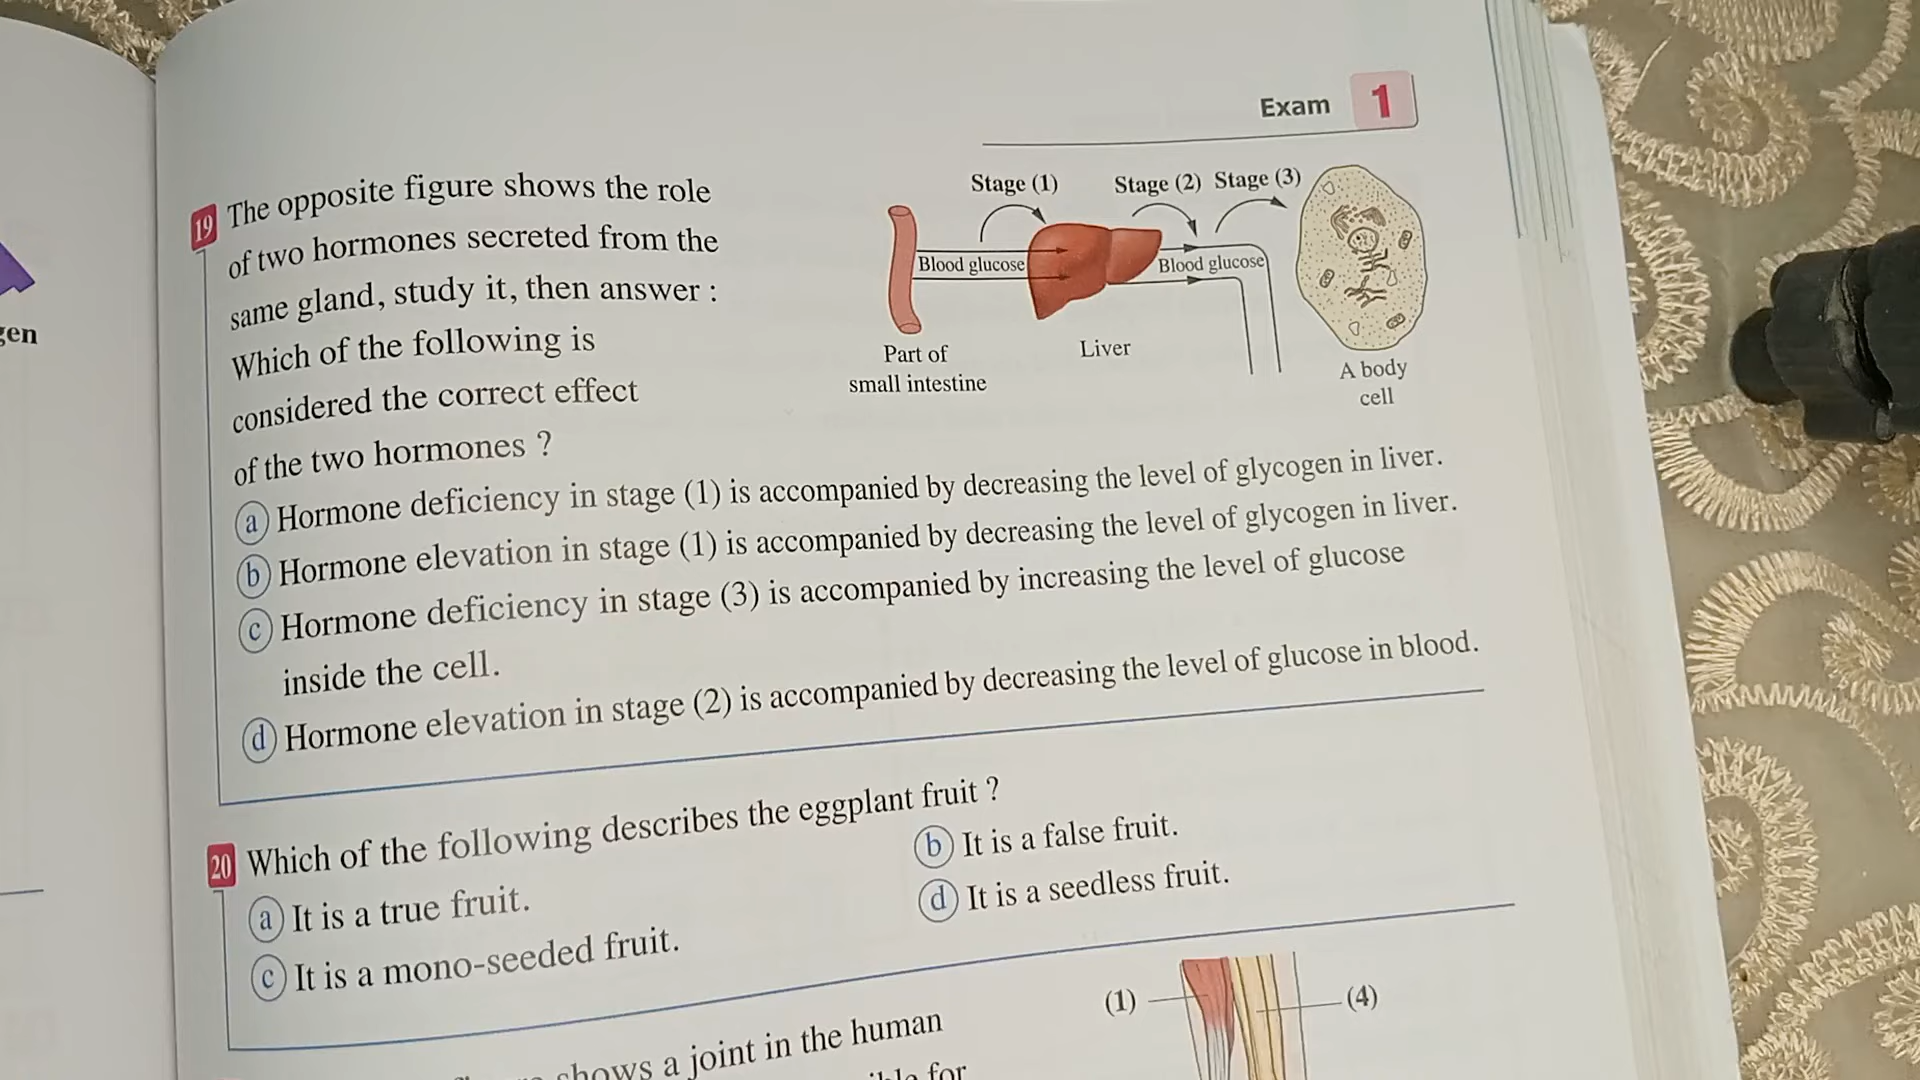 Exam 1
19 The opposite figure shows the role
of two hormones secreted from the
same gland, study it, then answer :
Which of the following is
considered the correct effect
of the two hormones ?
Stage (1)
Stage (2)
Stage (3)
Blood glucose
Blood glucose
Part of
small intestine
Liver
A body
cell
a Hormone deficiency in stage (1) is accompanied by decreasing the level of glycogen in liver.
b Hormone elevation in stage (1) is accompanied by decreasing the level of glycogen in liver.
c Hormone deficiency in stage (3) is accompanied by increasing the level of glucose
inside the cell.
d Hormone elevation in stage (2) is accompanied by decreasing the level of glucose in blood.
20 Which of the following describes the eggplant fruit ?
a It is a true fruit.
b It is a false fruit.
c It is a mono-seeded fruit.
d It is a seedless fruit.
shows a joint in the human
for
(1)
(4)